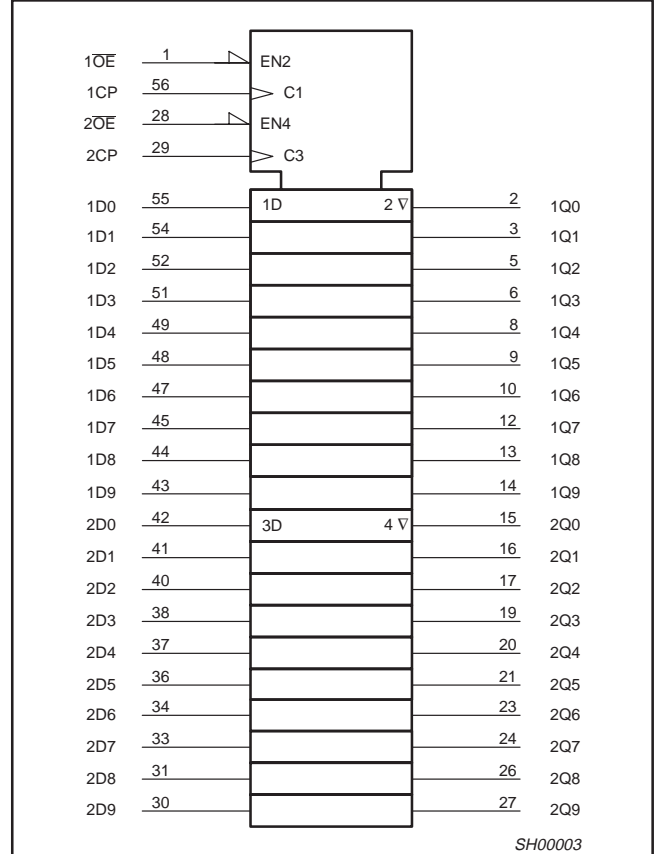 1O̅E̅ 1 EN2
1CP 56 C1
2O̅E̅ 28 EN4
2CP 29 C3
1D0 55 1D 2 ∇ 2 1Q0
1D1 54 3 1Q1
1D2 52 5 1Q2
1D3 51 6 1Q3
1D4 49 8 1Q4
1D5 48 9 1Q5
1D6 47 10 1Q6
1D7 45 12 1Q7
1D8 44 13 1Q8
1D9 43 14 1Q9
2D0 42 3D 4 ∇ 15 2Q0
2D1 41 16 2Q1
2D2 40 17 2Q2
2D3 38 19 2Q3
2D4 37 20 2Q4
2D5 36 21 2Q5
2D6 34 23 2Q6
2D7 33 24 2Q7
2D8 31 26 2Q8
2D9 30 27 2Q9
SH00003